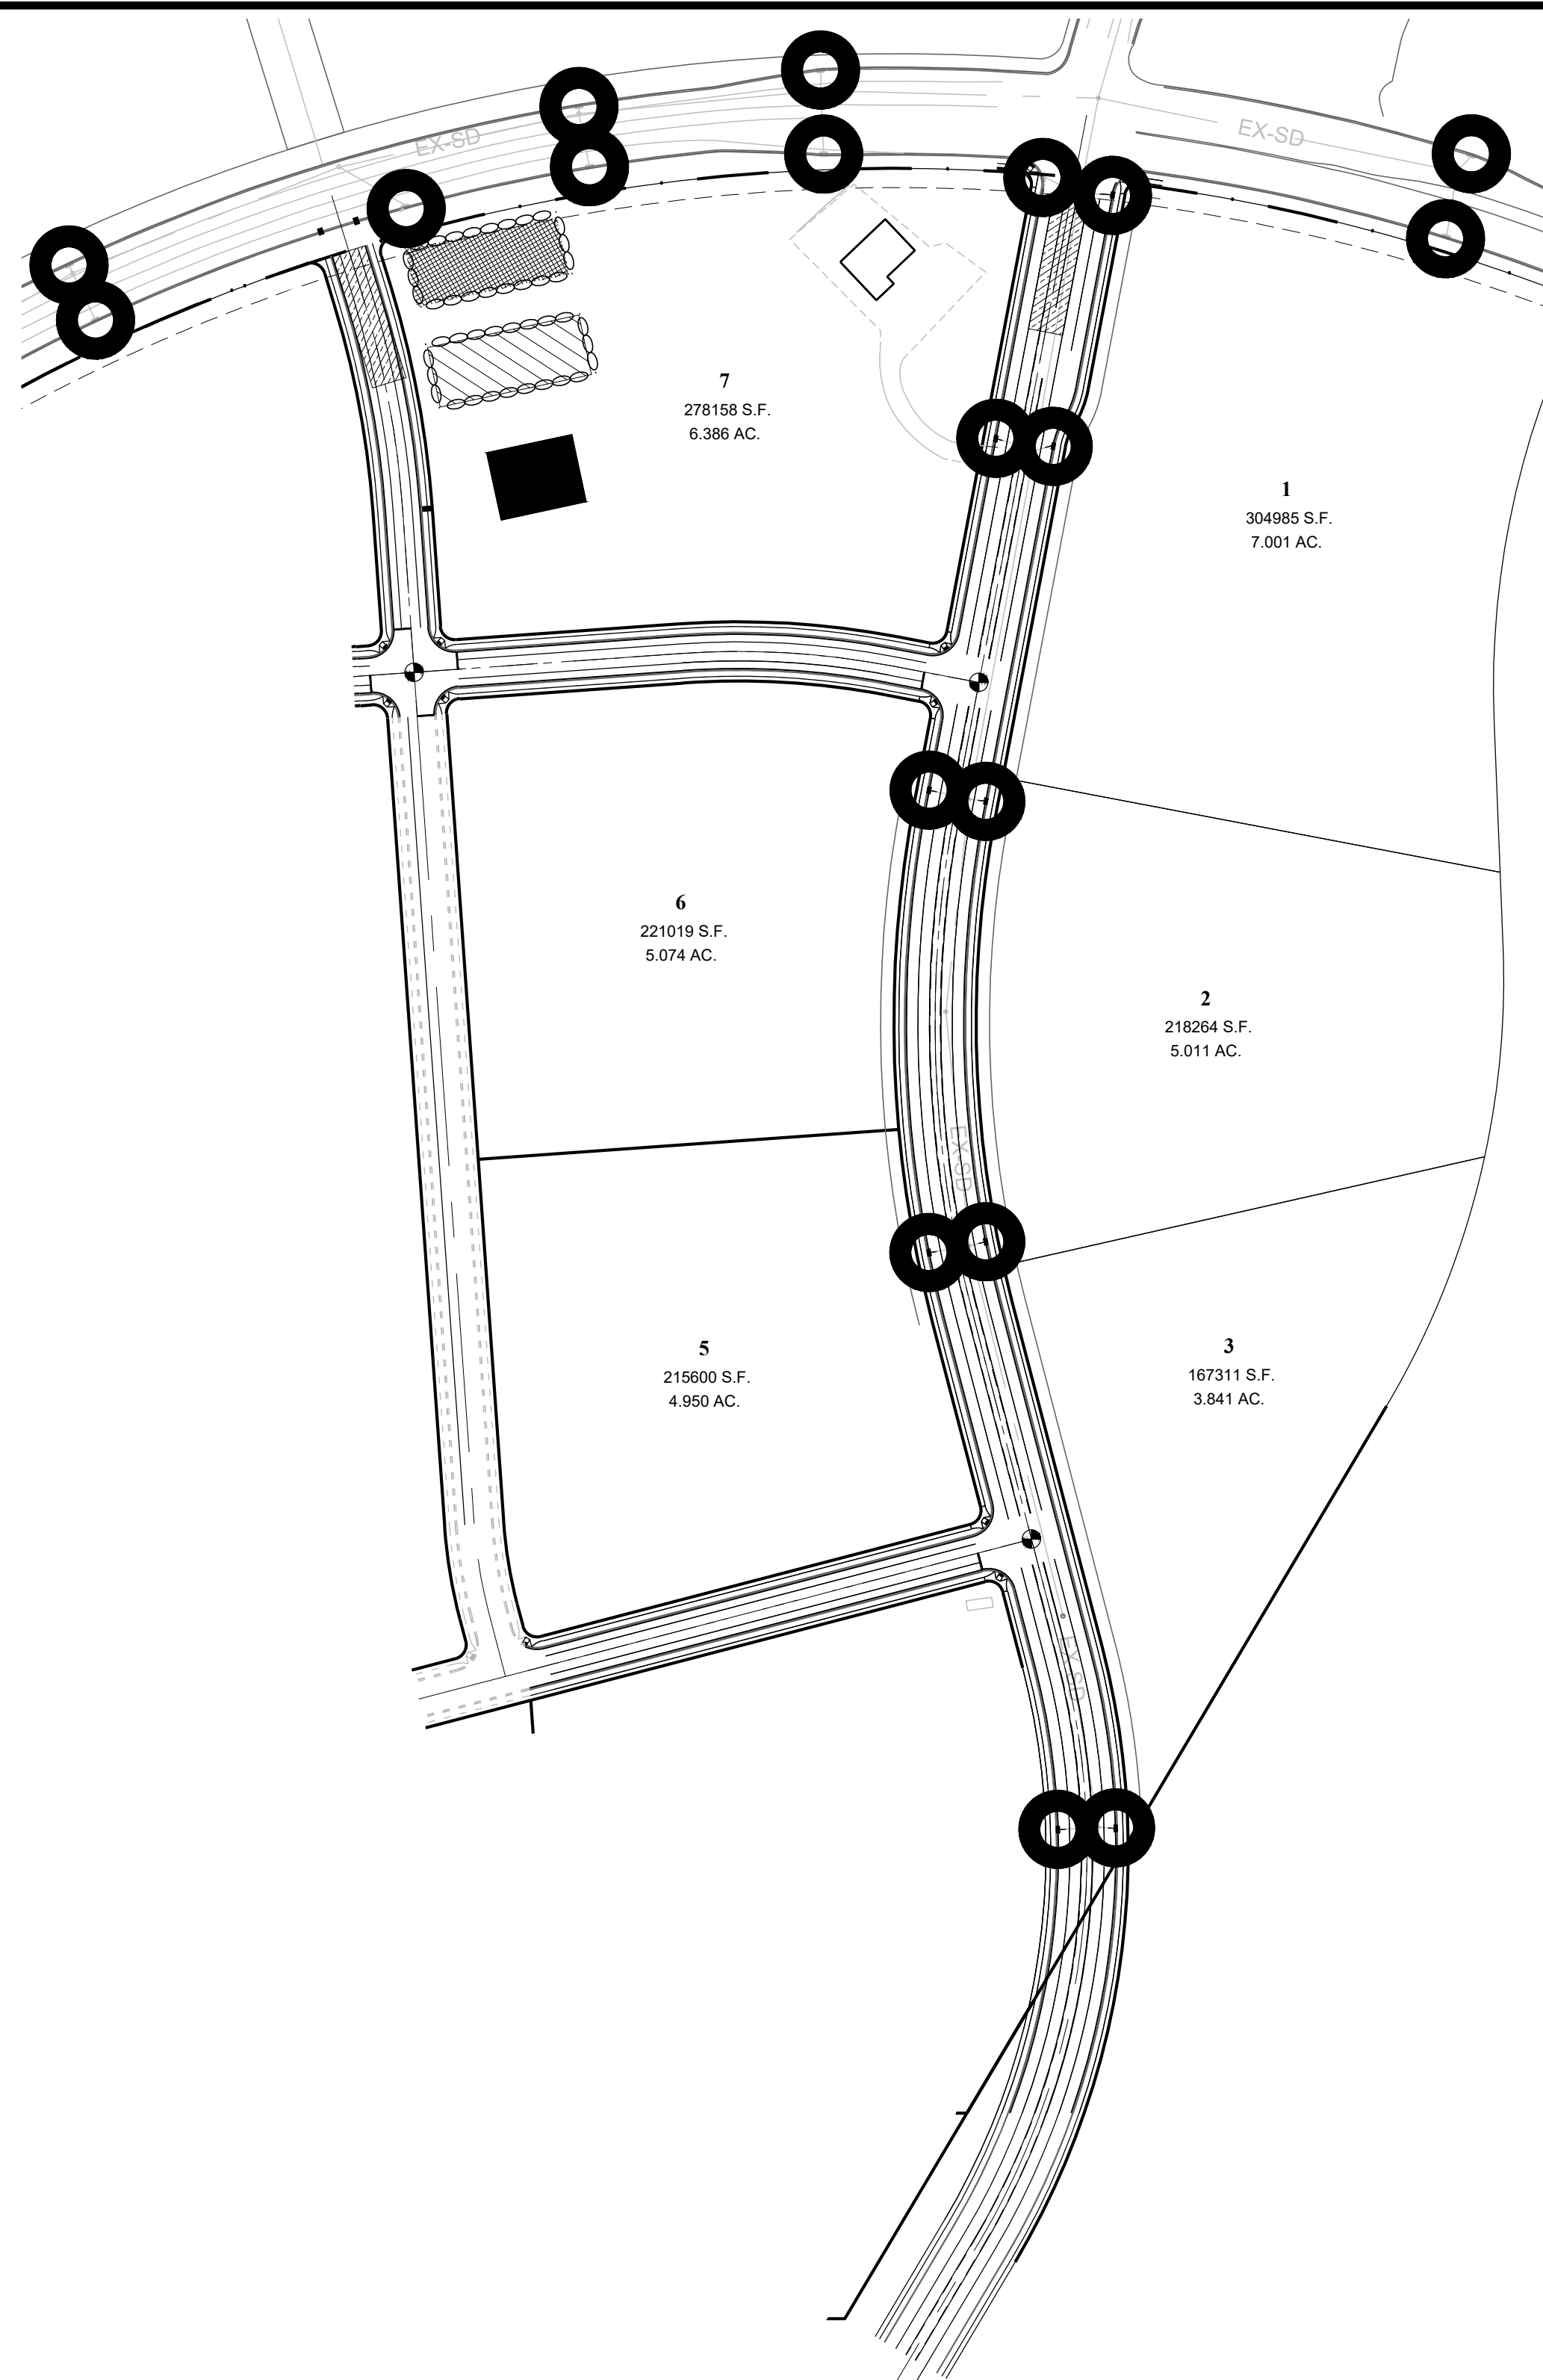 EX-SD
EX-SD
7
278158 S.F.
6.386 AC.
1
304985 S.F.
7.001 AC.
6
221019 S.F.
5.074 AC.
2
218264 S.F.
5.011 AC.
EX-SD
5
215600 S.F.
4.950 AC.
3
167311 S.F.
3.841 AC.
EX-SD